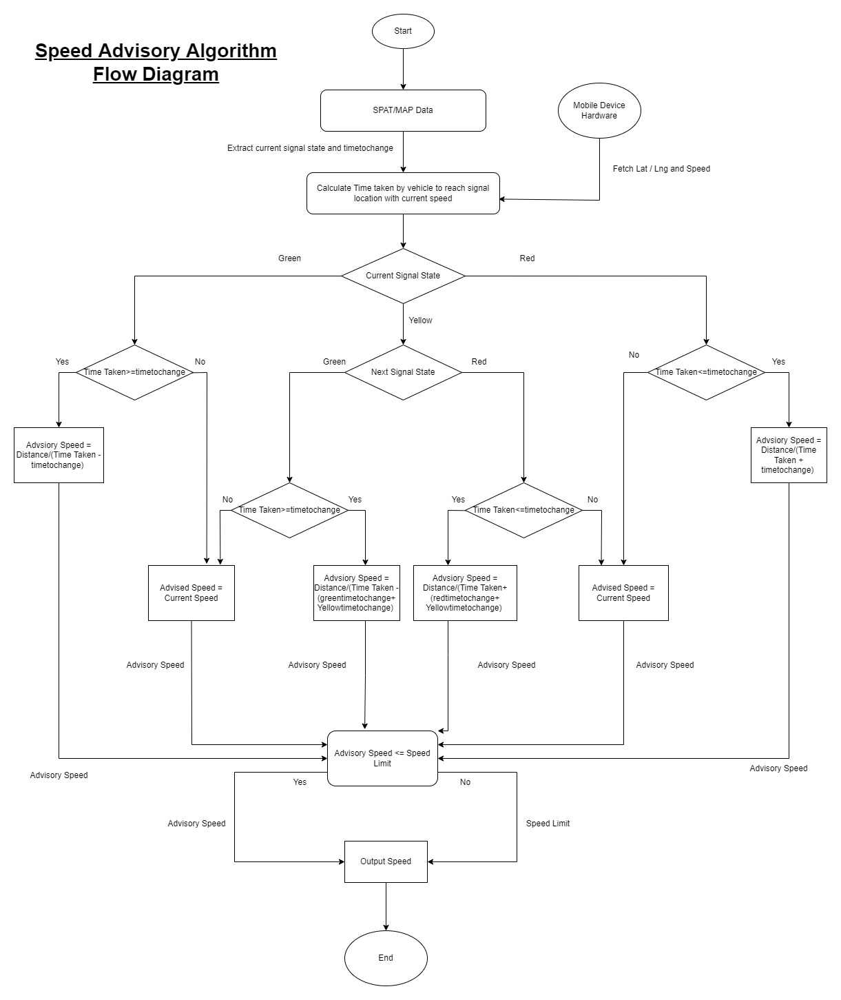 Speed Advisory Algorithm
Flow Diagram
Start
SPAT/MAP Data
Mobile Device
Hardware
Extract current signal state and timetochange
Fetch Lat / Lng and Speed
Calculate Time taken by vehicle to reach signal
location with current speed
Green
Red
Current Signal State
Yellow
Yes
Time Taken>=timetochange
No
Green
Next Signal State
Red
No
Time Taken<=timetochange
Yes
Advsiory Speed =
Distance/(Time Taken -
timetochange)
Advsiory Speed =
Distance/(Time
Taken +
timetochange)
No
Time Taken>=timetochange
Yes
Yes
Time Taken<=timetochange
No
Advised Speed =
Current Speed
Advsiory Speed =
Distance/(Time Taken -
(greentimetochange+
Yellowtimetochange)
Advsiory Speed =
Distance/(Time Taken+
(redtimetochange+
Yellowtimetochange)
Advised Speed =
Current Speed
Advisory Speed
Advisory Speed
Advisory Speed
Advisory Speed
Advisory Speed <= Speed
Limit
Advisory Speed
Advisory Speed
Yes
No
Advisory Speed
Speed Limit
Output Speed
End